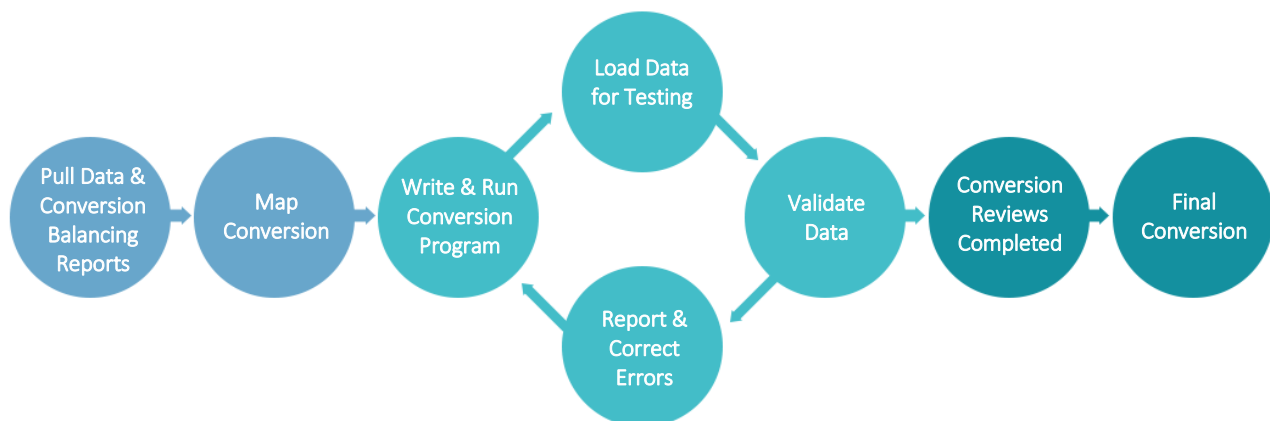 Pull Data &
Conversion
Balancing
Reports
Map
Conversion
Write & Run
Conversion
Program
Load Data
for Testing
Validate
Data
Report &
Correct
Errors
Conversion
Reviews
Completed
Final
Conversion